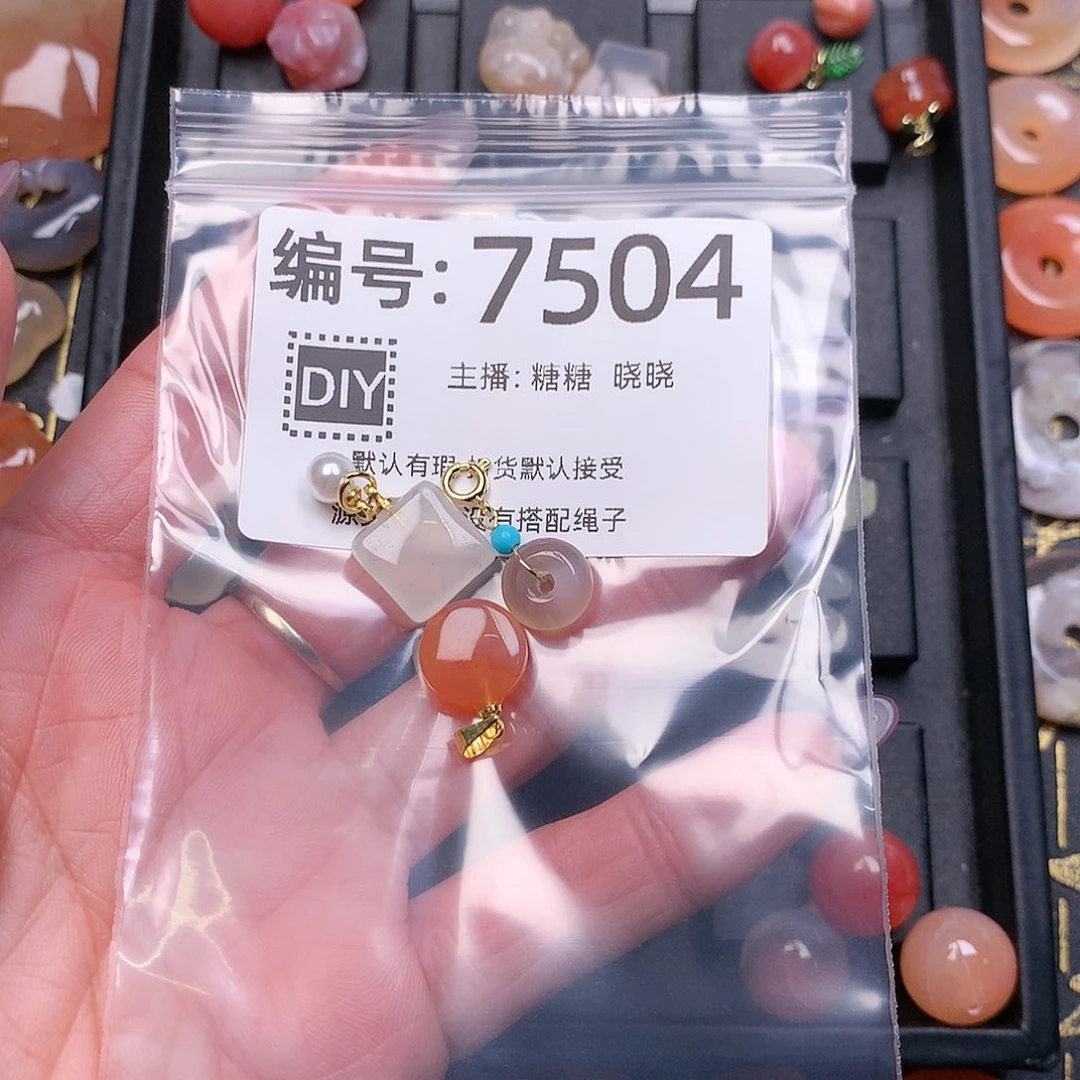 编号: 7504
DIY
主播: 糖糖 晓晓
默认有瑕 货默认接受
源 没有搭配绳子